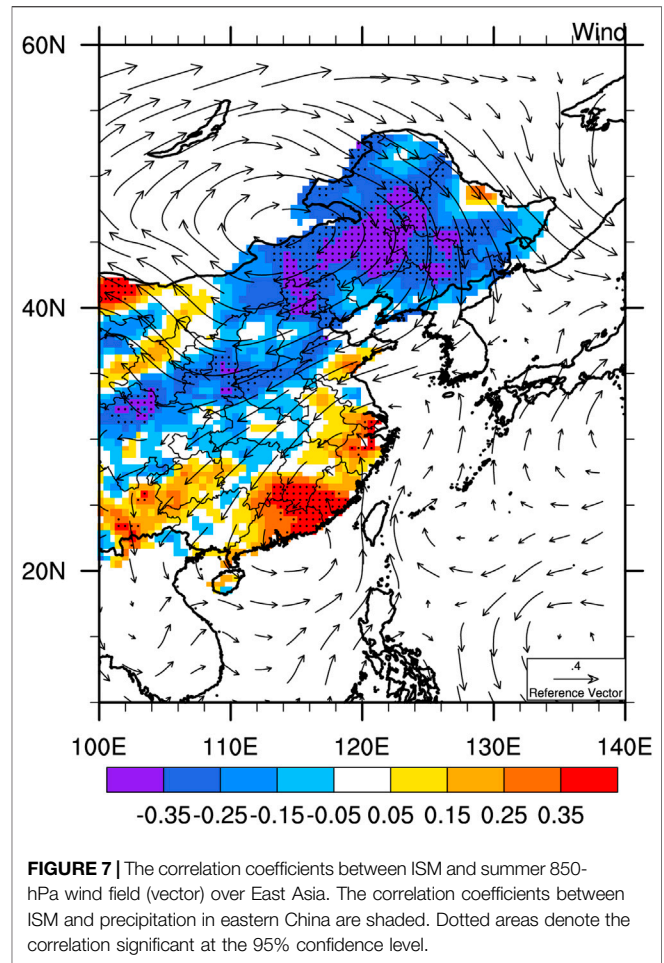 Wind
60N
40N
20N
.4
Reference Vector
100E 110E 120E 130E 140E
-0.35 -0.25 -0.15 -0.05 0.05 0.15 0.25 0.35
FIGURE 7 | The correlation coefficients between ISM and summer 850-
hPa wind field (vector) over East Asia. The correlation coefficients between
ISM and precipitation in eastern China are shaded. Dotted areas denote the
correlation significant at the 95% confidence level.